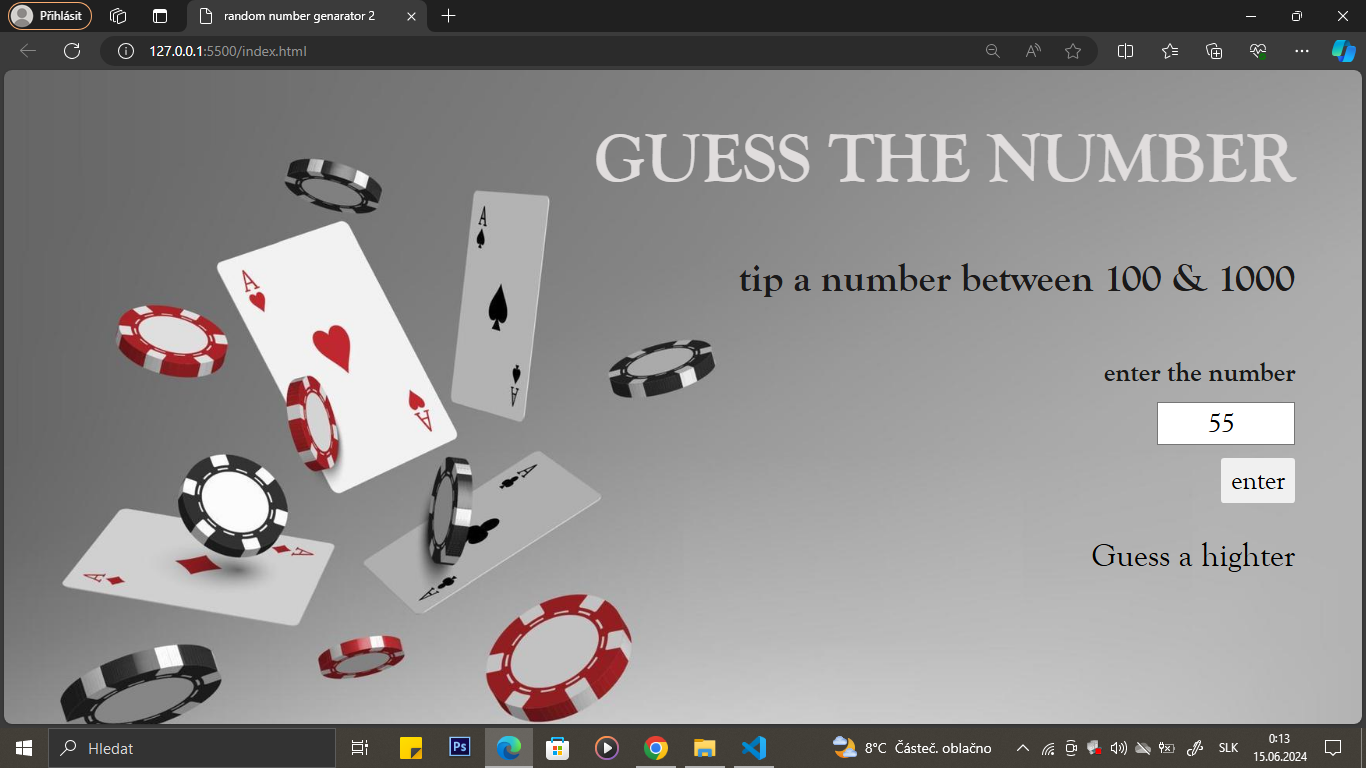 Přihlásit
random number genarator 2
127.0.0.1:5500/index.html
GUESS THE NUMBER
tip a number between 100 & 1000
enter the number
55
enter
Guess a highter
A
A
A
A
A
A
A
A
Hledat
Ps
8°C Částeč. oblačno
SLK
0:13
15.06.2024